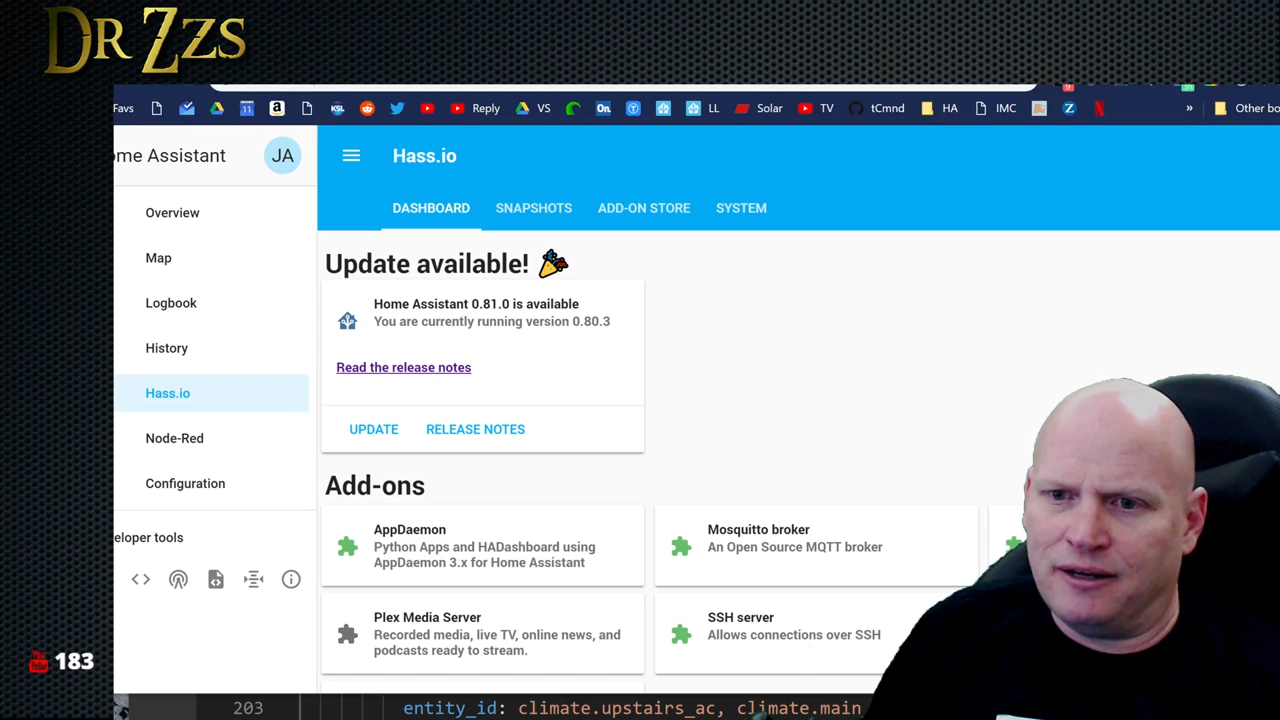 DR ZZS
Favs
11
KSL
Reply
VS
On.
LL
Solar
TV
tCmnd
HA
IMC
Z
N
»
Other bo
ome Assistant
JA
Hass.io
DASHBOARD
SNAPSHOTS
ADD-ON STORE
SYSTEM
Overview
Map
Logbook
History
Hass.io
Node-Red
Configuration
eloper tools
Update available!
Home Assistant 0.81.0 is available
You are currently running version 0.80.3
Read the release notes
UPDATE
RELEASE NOTES
Add-ons
AppDaemon
Python Apps and HADashboard using
AppDaemon 3.x for Home Assistant
Mosquitto broker
An Open Source MQTT broker
Plex Media Server
Recorded media, live TV, online news, and
podcasts ready to stream.
SSH server
Allows connections over SSH
183
203
entity_id: climate.upstairs_ac, climate.main